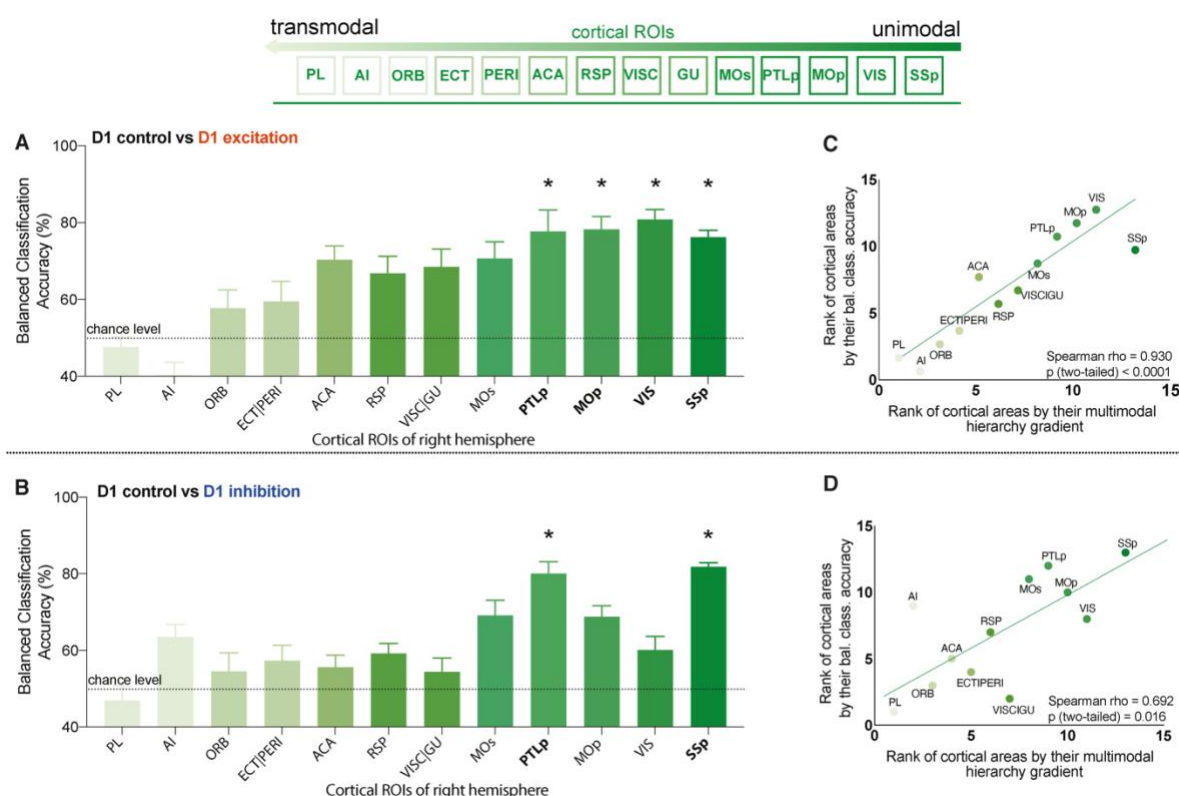 transmodal
cortical ROIs
unimodal
PL AI ORB ECT PERI ACA RSP VISC GU MOs PTLp MOp VIS SSp
A
D1 control vs D1 excitation
Balanced Classification
Accuracy (%)
100
80
60
40
chance level
* * * *
PL AI ORB ECT|PERI ACA RSP VISC|GU MOs PTLp MOp VIS SSp
Cortical ROIs of right hemisphere
C
Rank of cortical areas
by their bal. class. accuracy
15
10
5
0
VIS
MOp
PTLp
SSp
ACA
MOs
VISCIGU
ECTIPERI
RSP
PL
ORB
AI
Spearman rho = 0.930
p (two-tailed) < 0.0001
5 10 15
Rank of cortical areas by their multimodal
hierarchy gradient
B
D1 control vs D1 inhibition
Balanced Classification
Accuracy (%)
100
80
60
40
chance level
* *
PL AI ORB ECT|PERI ACA RSP VISC|GU MOs PTLp MOp VIS SSp
Cortical ROIs of right hemisphere
D
Rank of cortical areas
by their bal. class. accuracy
15
10
5
0
SSp
PTLp
MOs
MOp
AI
VIS
RSP
ACA
ECTIPERI
ORB
PL
VISCIGU
Spearman rho = 0.692
p (two-tailed) = 0.016
0 5 10 15
Rank of cortical areas by their multimodal
hierarchy gradient